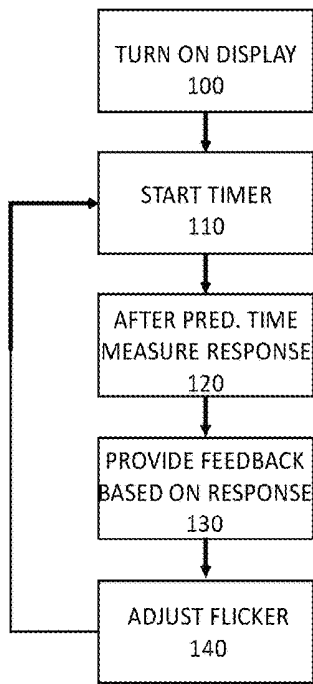 TURN ON DISPLAY
100
START TIMER
110
AFTER PRED. TIME
MEASURE RESPONSE
120
PROVIDE FEEDBACK
BASED ON RESPONSE
130
ADJUST FLICKER
140